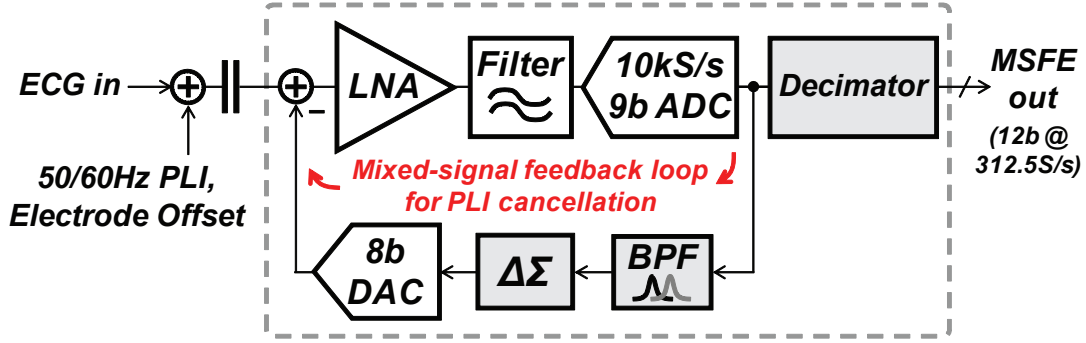 ECG in
50/60Hz PLI,
Electrode Offset
LNA
Filter
10kS/s
9b ADC
Decimator
MSFE
out
(12b @
312.5S/s)
Mixed-signal feedback loop
for PLI cancellation
8b
DAC
ΔΣ
BPF